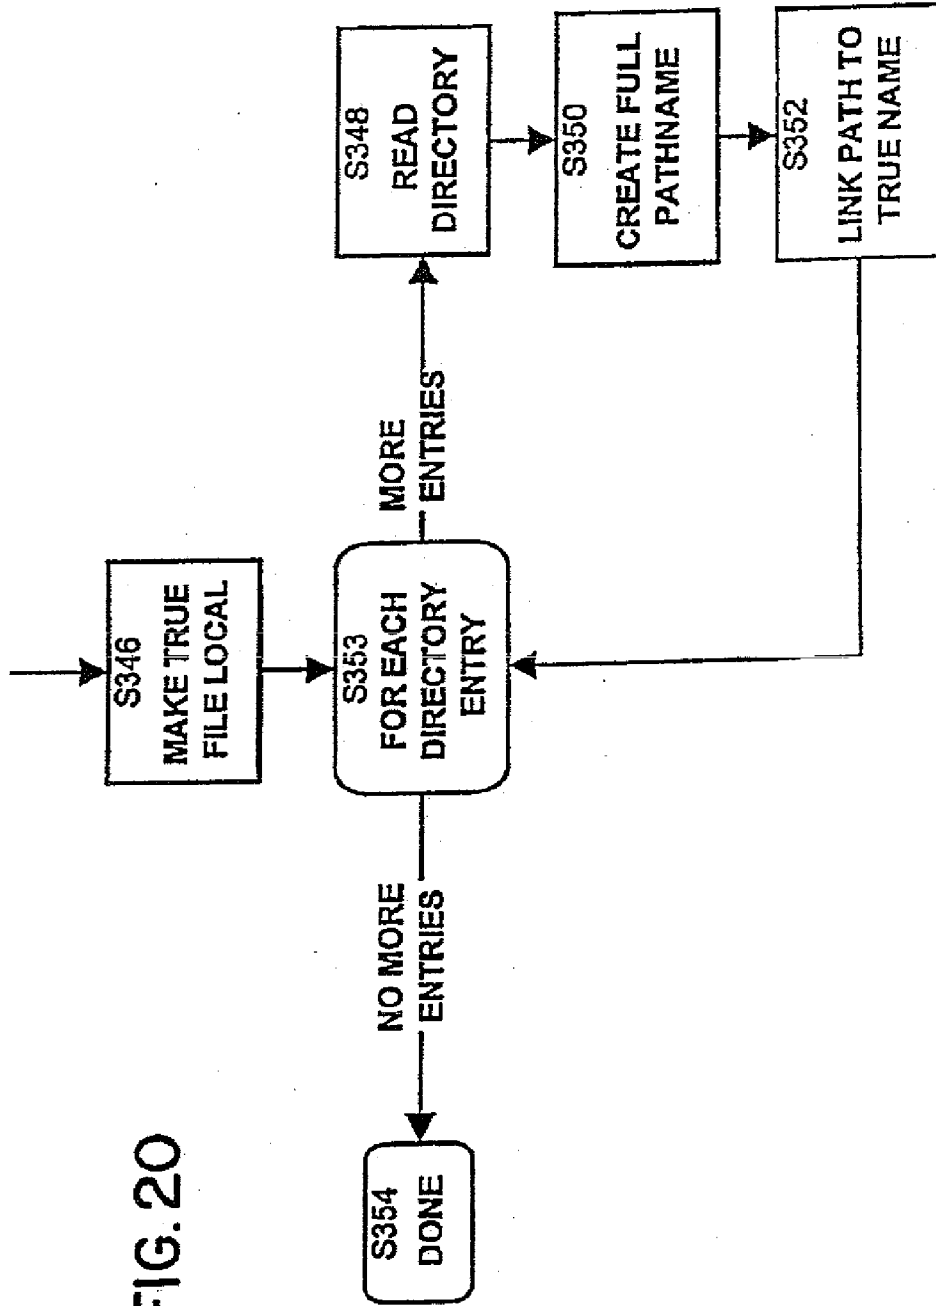 FIG. 20
S346
MAKE TRUE
FILE LOCAL
S353
FOR EACH
DIRECTORY
ENTRY
MORE
ENTRIES
S348
READ
DIRECTORY
S350
CREATE FULL
PATHNAME
S352
LINK PATH TO
TRUE NAME
NO MORE
ENTRIES
S354
DONE